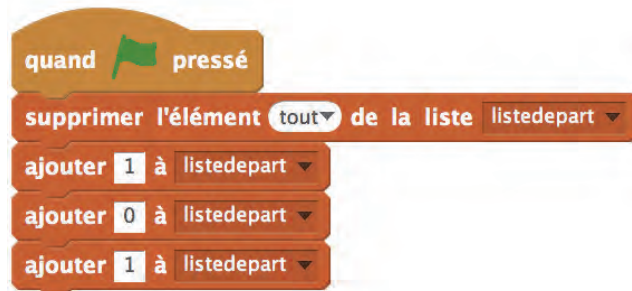 quand pressé
supprimer l'élément tout de la liste listedepart
ajouter 1 à listedepart
ajouter 0 à listedepart
ajouter 1 à listedepart